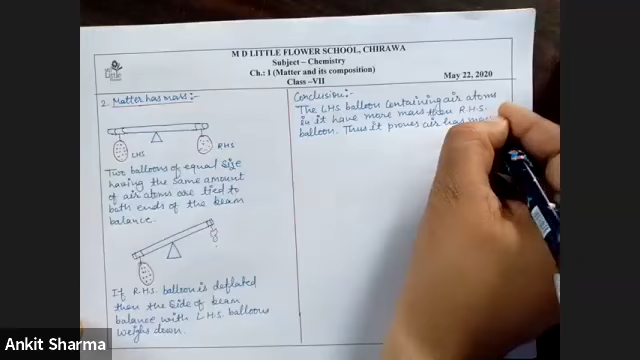 M D LITTLE FLOWER SCHOOL, CHIRAWA
Subject – Chemistry
Ch.: I (Matter and its composition)
Class – VII
May 22, 2020
Little
2. Matter has mass :-
LHS
RHS
Two balloons of equal size
having the same amount
of air atoms are tied to
both ends of the beam
balance.
If R.H.S. balloon is deflated
then the side of beam
balance with L.H.S. balloons
weighs down.
Conclusion:-
The LHS balloon containing air atoms
in it have more mass than R.H.S.
balloon. Thus it proves air has
Ankit Sharma